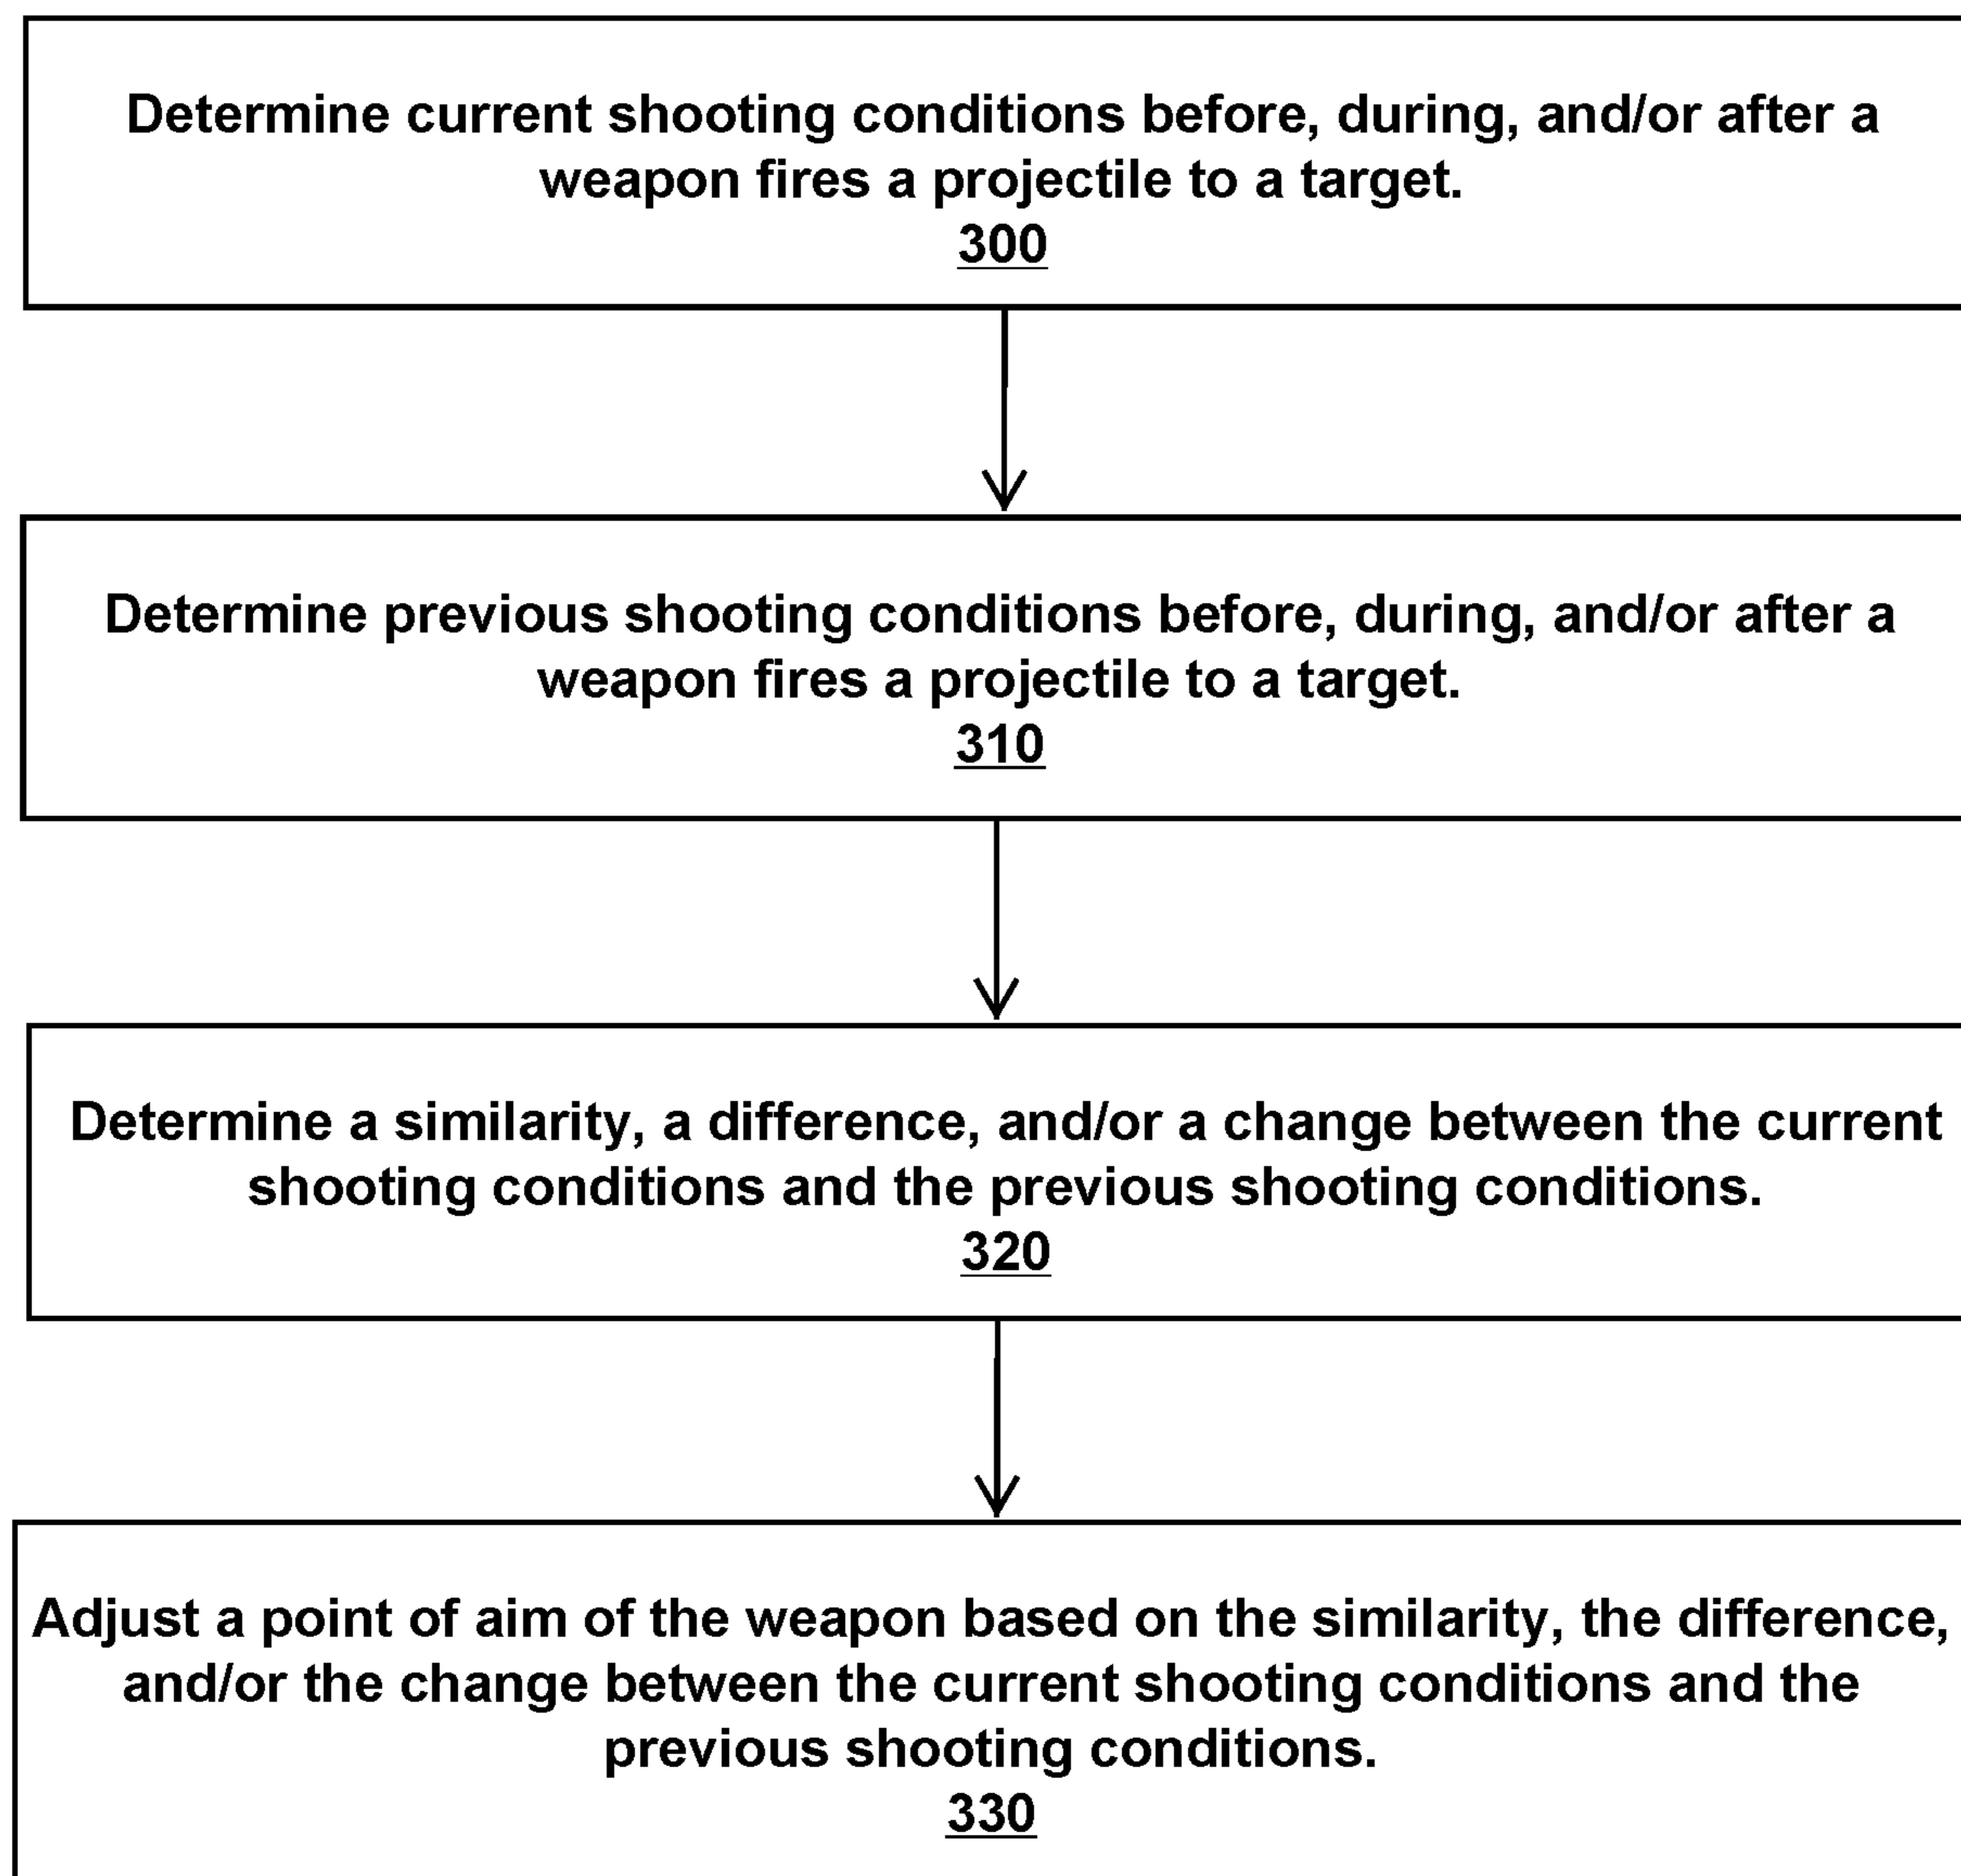 Determine current shooting conditions before, during, and/or after a
weapon fires a projectile to a target.
300
Determine previous shooting conditions before, during, and/or after a
weapon fires a projectile to a target.
310
Determine a similarity, a difference, and/or a change between the current
shooting conditions and the previous shooting conditions.
320
Adjust a point of aim of the weapon based on the similarity, the difference,
and/or the change between the current shooting conditions and the
previous shooting conditions.
330